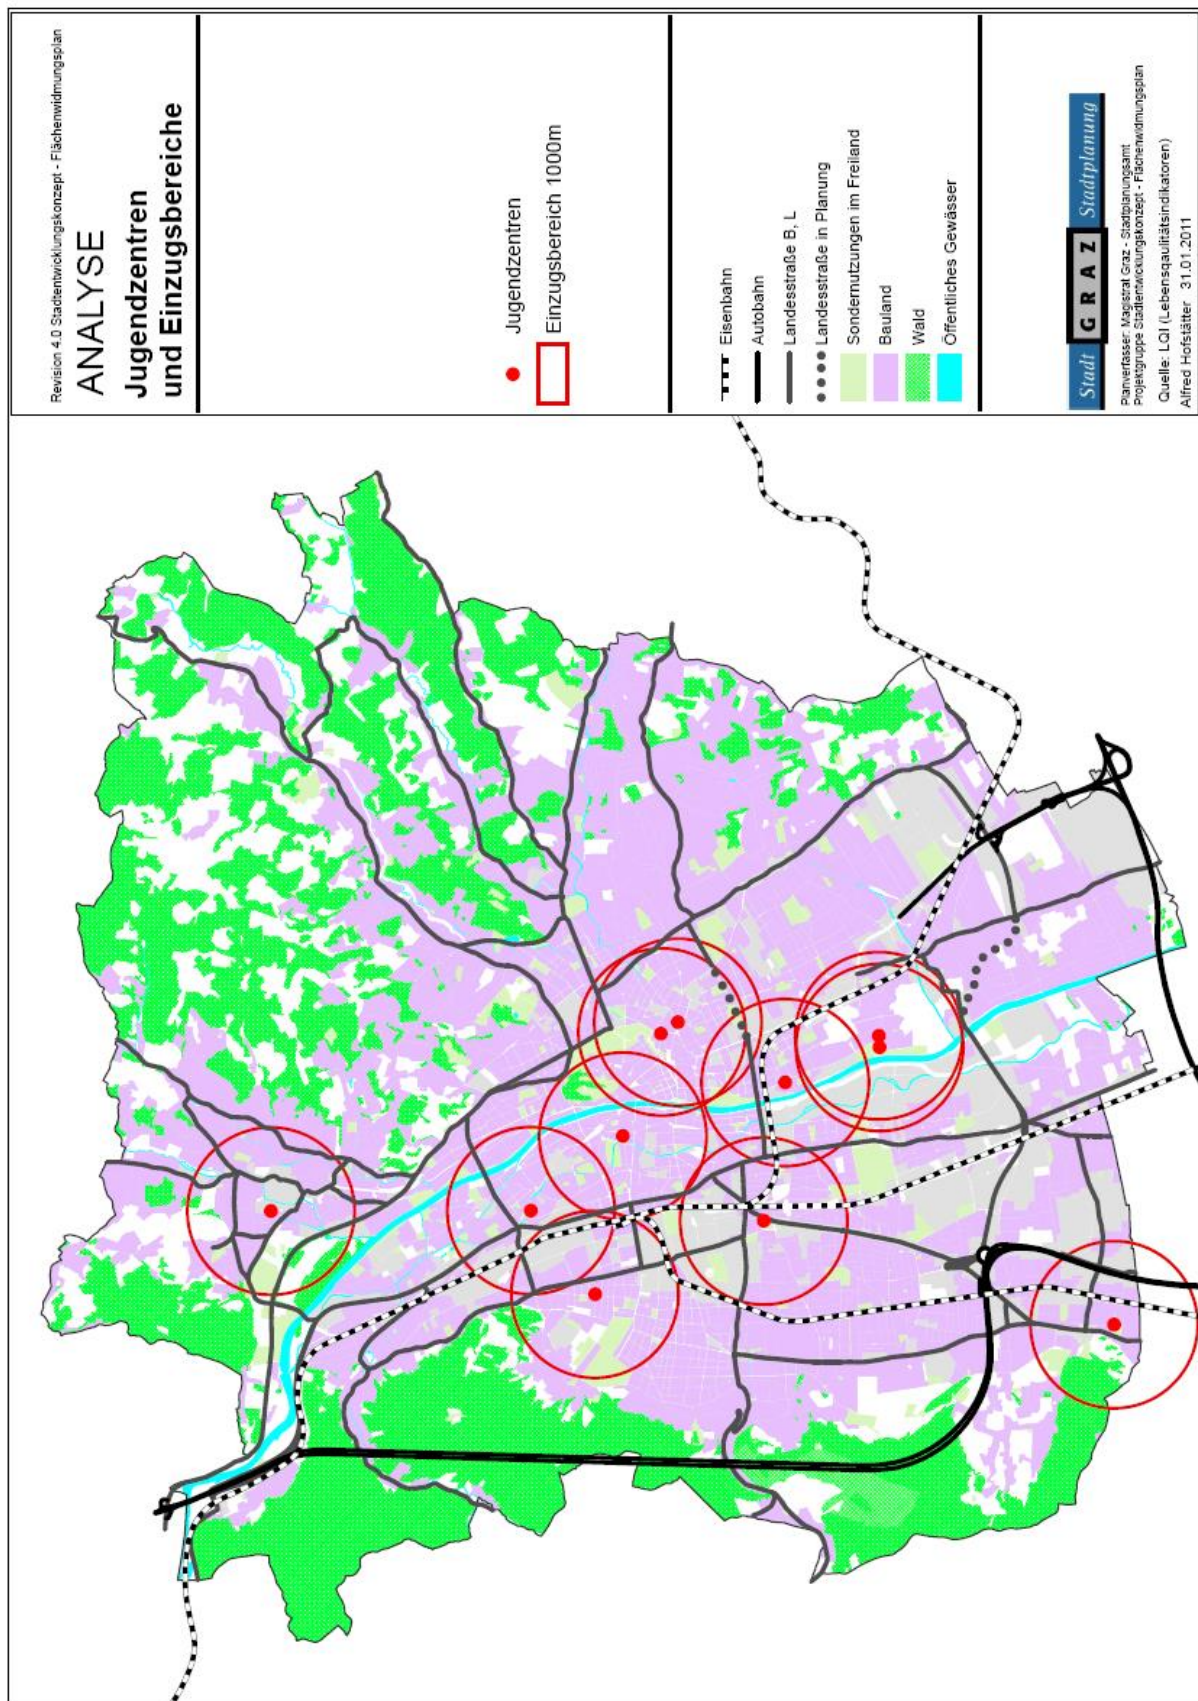 Revision 4.0 Stadtentwicklungskonzept - Flächenwidmungsplan
ANALYSE
Jugendzentren
und Einzugsbereiche
Jugendzentren
Einzugsbereich 1000m
Eisenbahn
Autobahn
Landesstraße B, L
Landesstraße in Planung
Sondernutzungen im Freiland
Bauland
Wald
Öffentliches Gewässer
Stadt GRAZ Stadtplanung
Planverfasser: Magistrat Graz - Stadtplanungsamt
Projektgruppe Stadtentwicklungskonzept - Flächenwidmungsplan
Quelle: LQI (Lebensqaulitätsindikatoren)
Alfred Hofstätter 31.01.2011